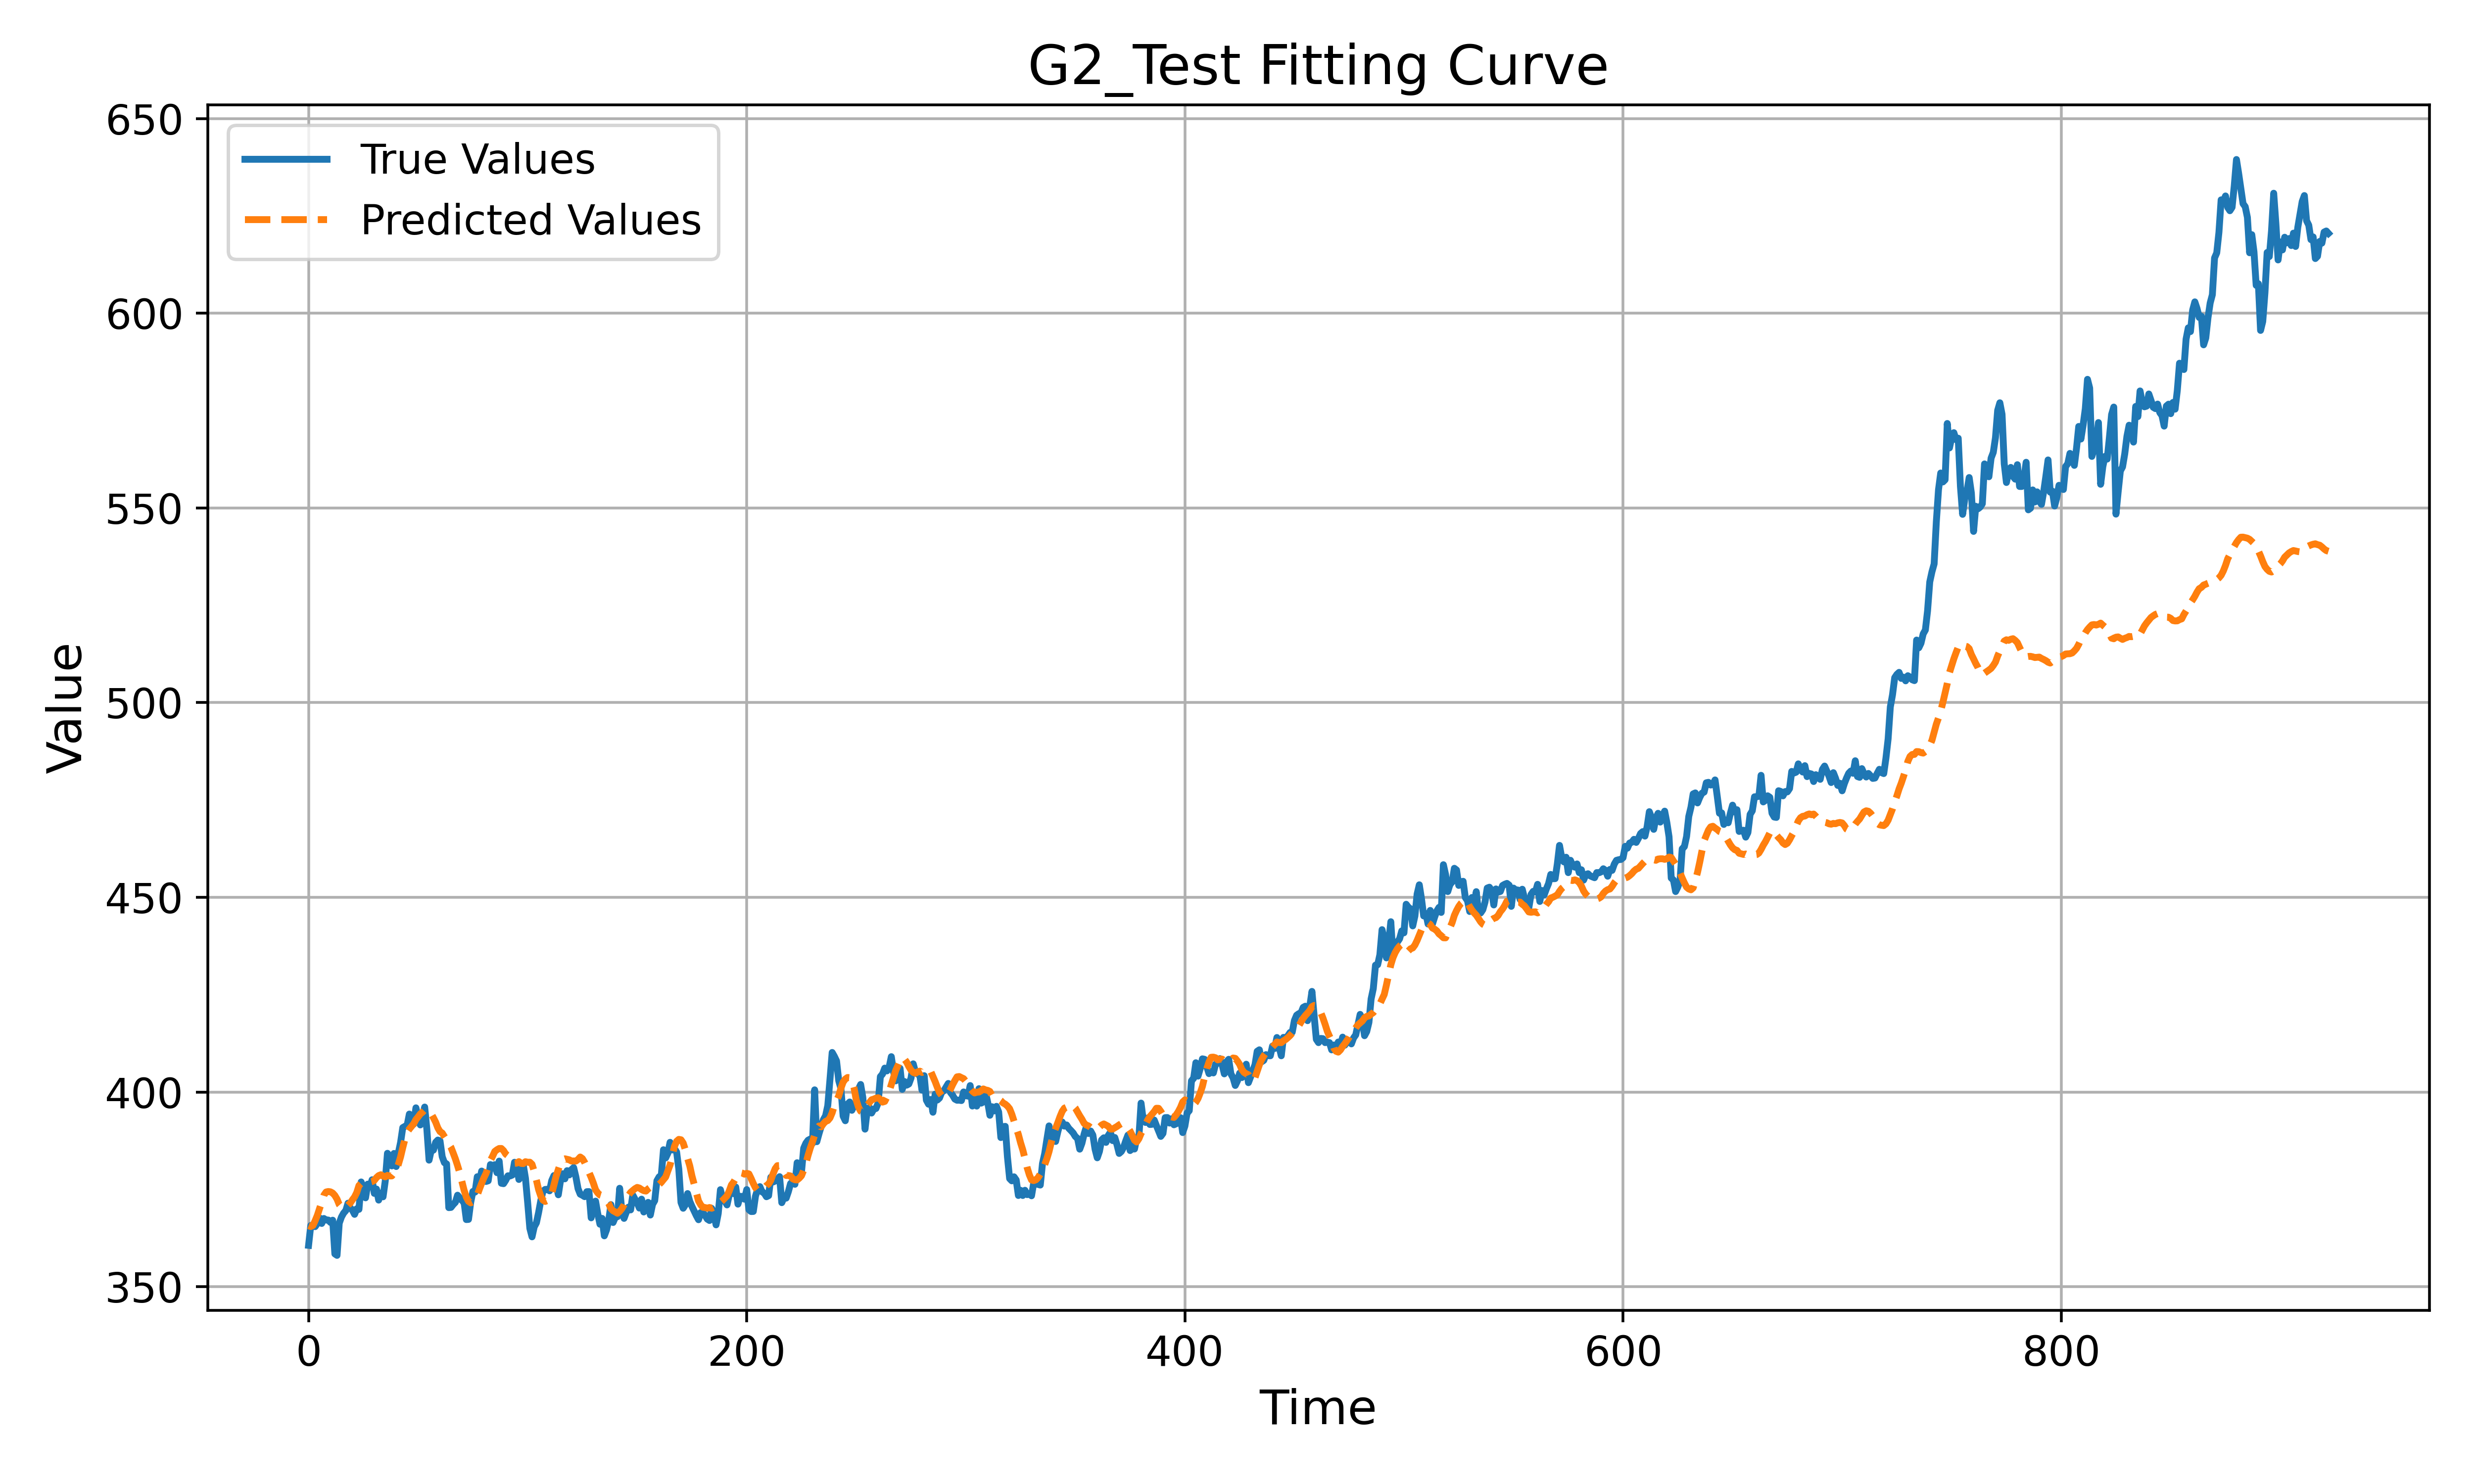 G2_Test Fitting Curve
True Values
Predicted Values
650
600
550
500
450
400
350
Value
0
200
400
600
800
Time